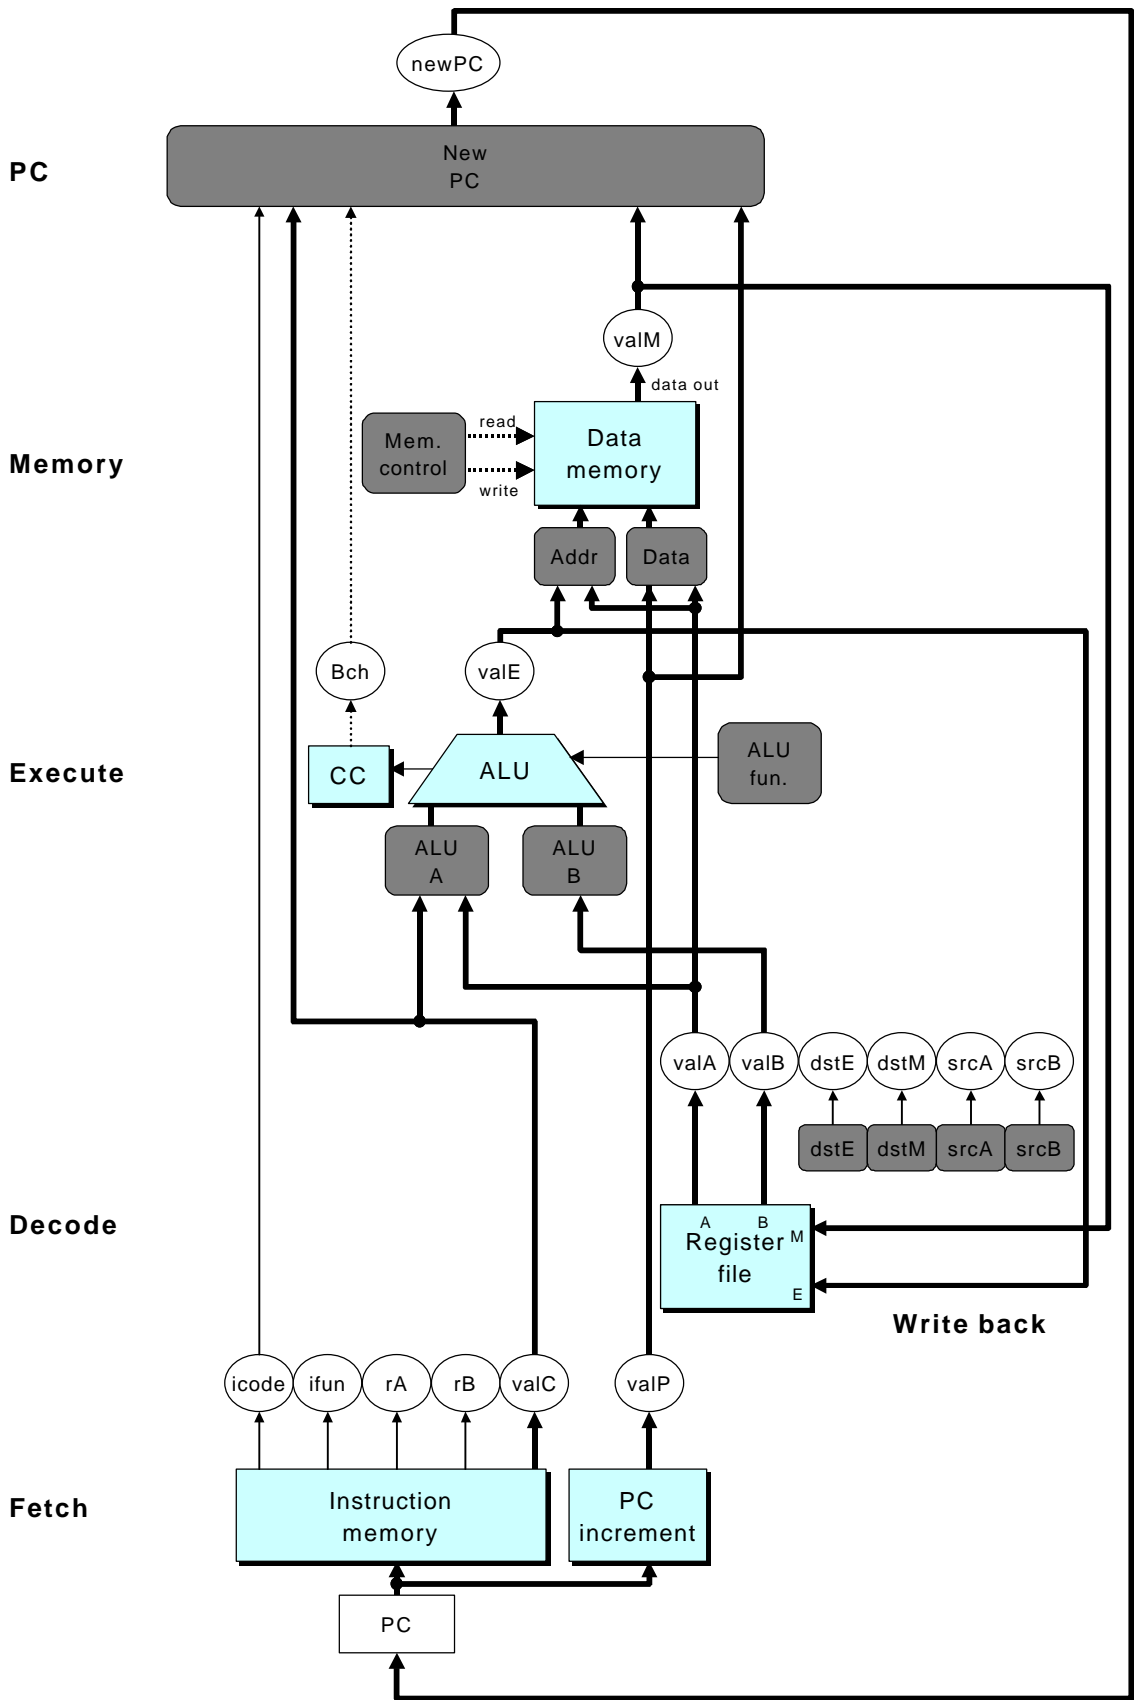 newPC
New
PC
PC
valM
data out
read
Mem.
control
write
Data
memory
Memory
Addr
Data
Bch
valE
CC
ALU
ALU
fun.
Execute
ALU
A
ALU
B
valA
valB
dstE
dstM
srcA
srcB
dstE
dstM
srcA
srcB
Decode
A
B
Register
file
M
E
Write back
icode
ifun
rA
rB
valC
valP
Fetch
Instruction
memory
PC
increment
PC